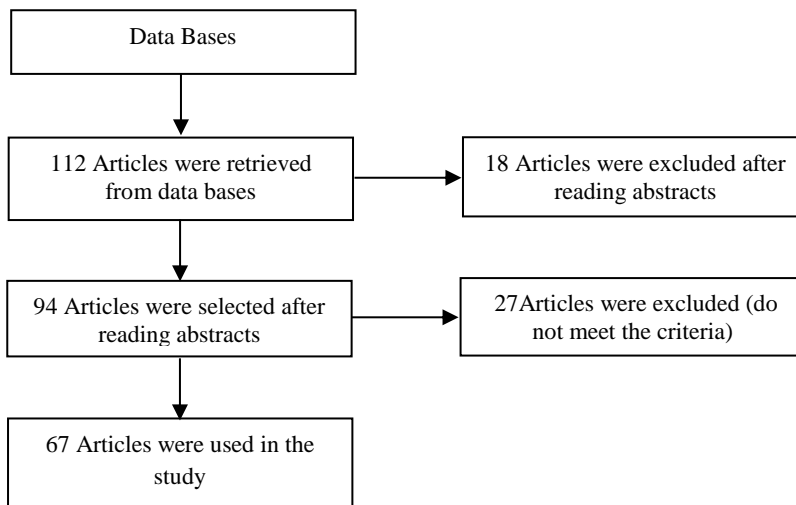 Data Bases
112 Articles were retrieved
from data bases
18 Articles were excluded after
reading abstracts
94 Articles were selected after
reading abstracts
27Articles were excluded (do
not meet the criteria)
67 Articles were used in the
study